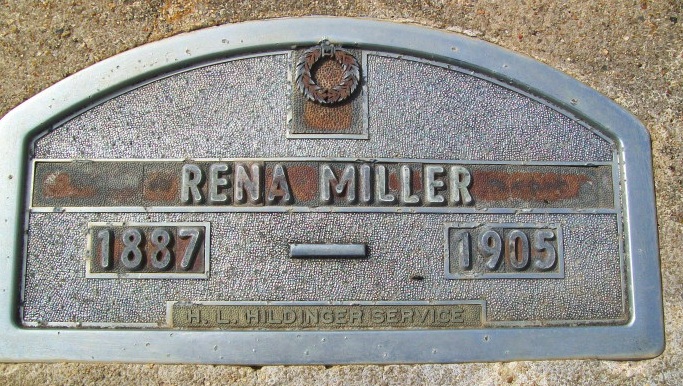 RENA MILLER
1887 — 1905
H. L. HILDINGER SERVICE